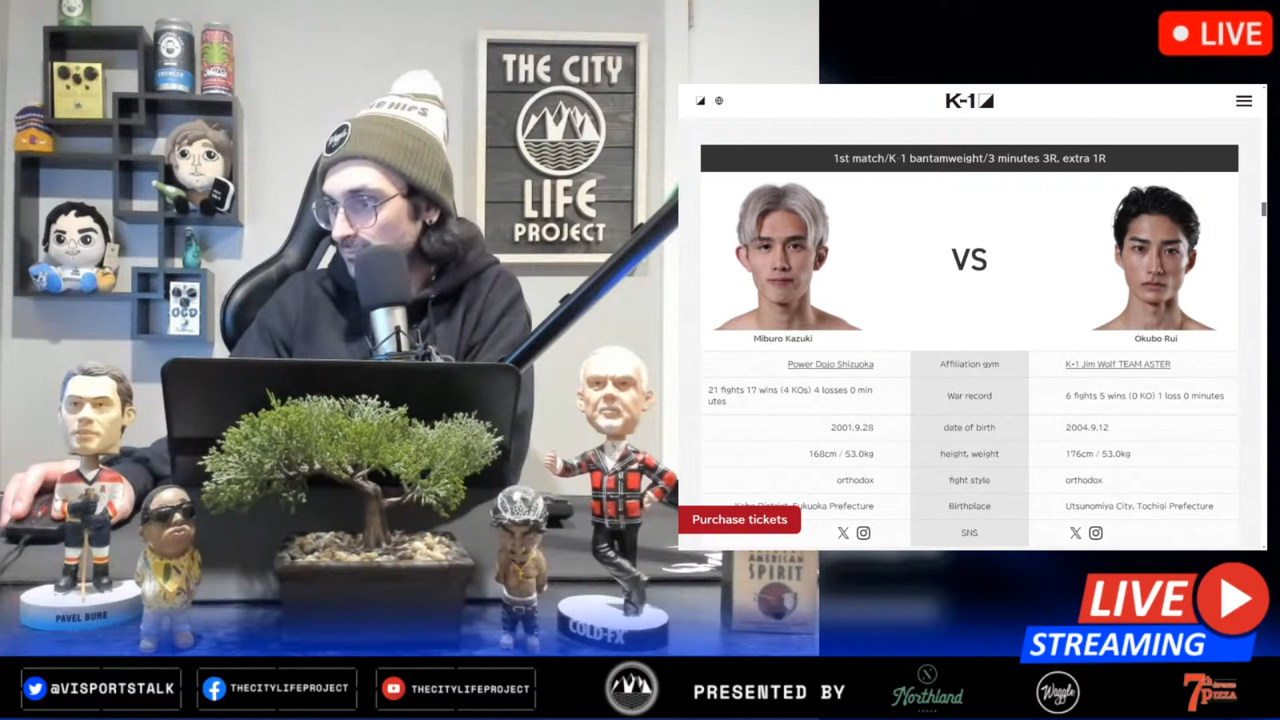 LIVE
THE CITY
LIFE
PROJECT
K-1
1st match/K-1 bantamweight/3 minutes 3R, extra 1R
VS
Miburo Kazuki
Okubo Rui
Power Dojo Shizuoka
Affiliation gym
K-1 Jim Wolf TEAM ASTER
21 fights 17 wins (4 KOs) 4 losses 0 min
utes
War record
6 fights 5 wins (0 KO) 1 loss 0 minutes
2001.9.28
date of birth
2004.9.12
168cm / 53.0kg
height, weight
176cm / 53.0kg
orthodox
fight style
orthodox
Prefecture
Birthplace
Utsunomiya City, Tochigi Prefecture
Purchase tickets
SNS
OCD
AMERICAN
SPIRIT
PAVEL BURE
COLD-FX
LIVE
STREAMING
@VISPORTSTALK
THECITYLIFEPROJECT
THECITYLIFEPROJECT
PRESENTED BY
Northland
Waggle
7th
PIZZA